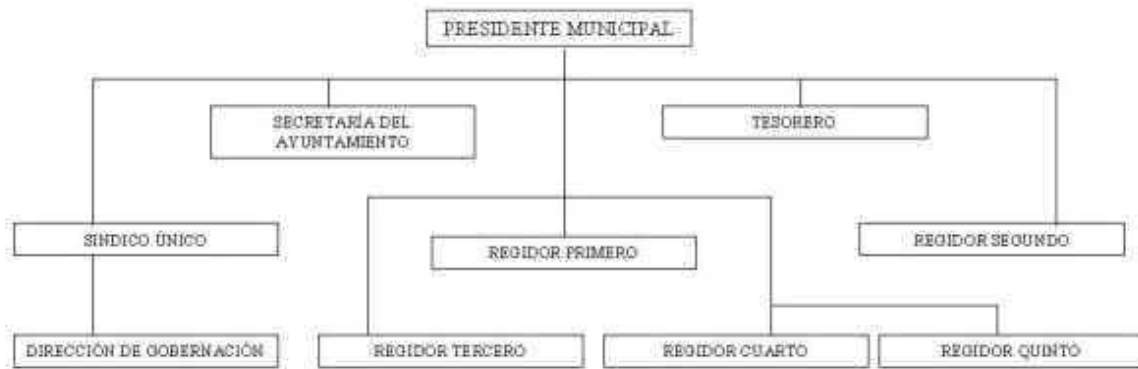 PRESIDENTE MUNICIPAL
SECRETARÍA DEL
AYUNTAMIENTO
TESORERO
SINDICO ÚNICO
REGIDOR PRIMERO
REGIDOR SEGUNDO
DIRECCIÓN DE GOBERNACIÓN
REGIDOR TERCERO
REGIDOR CUARTO
REGIDOR QUINTO